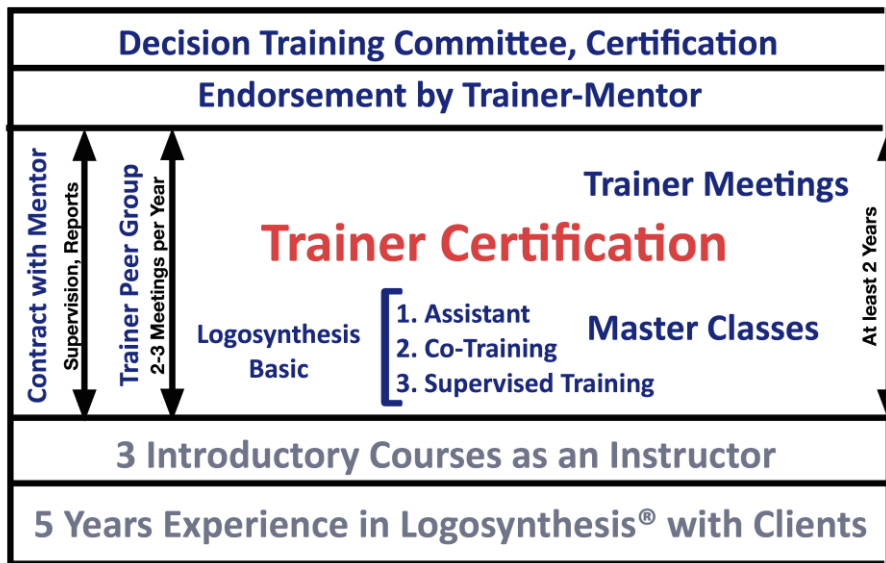 Decision Training Committee, Certification
Endorsement by Trainer-Mentor
Contract with Mentor
Supervision, Reports
Trainer Peer Group
2-3 Meetings per Year
Trainer Meetings
Trainer Certification
Logosynthesis
Basic
1. Assistant
2. Co-Training
3. Supervised Training
Master Classes
At least 2 Years
3 Introductory Courses as an Instructor
5 Years Experience in Logosynthesis® with Clients